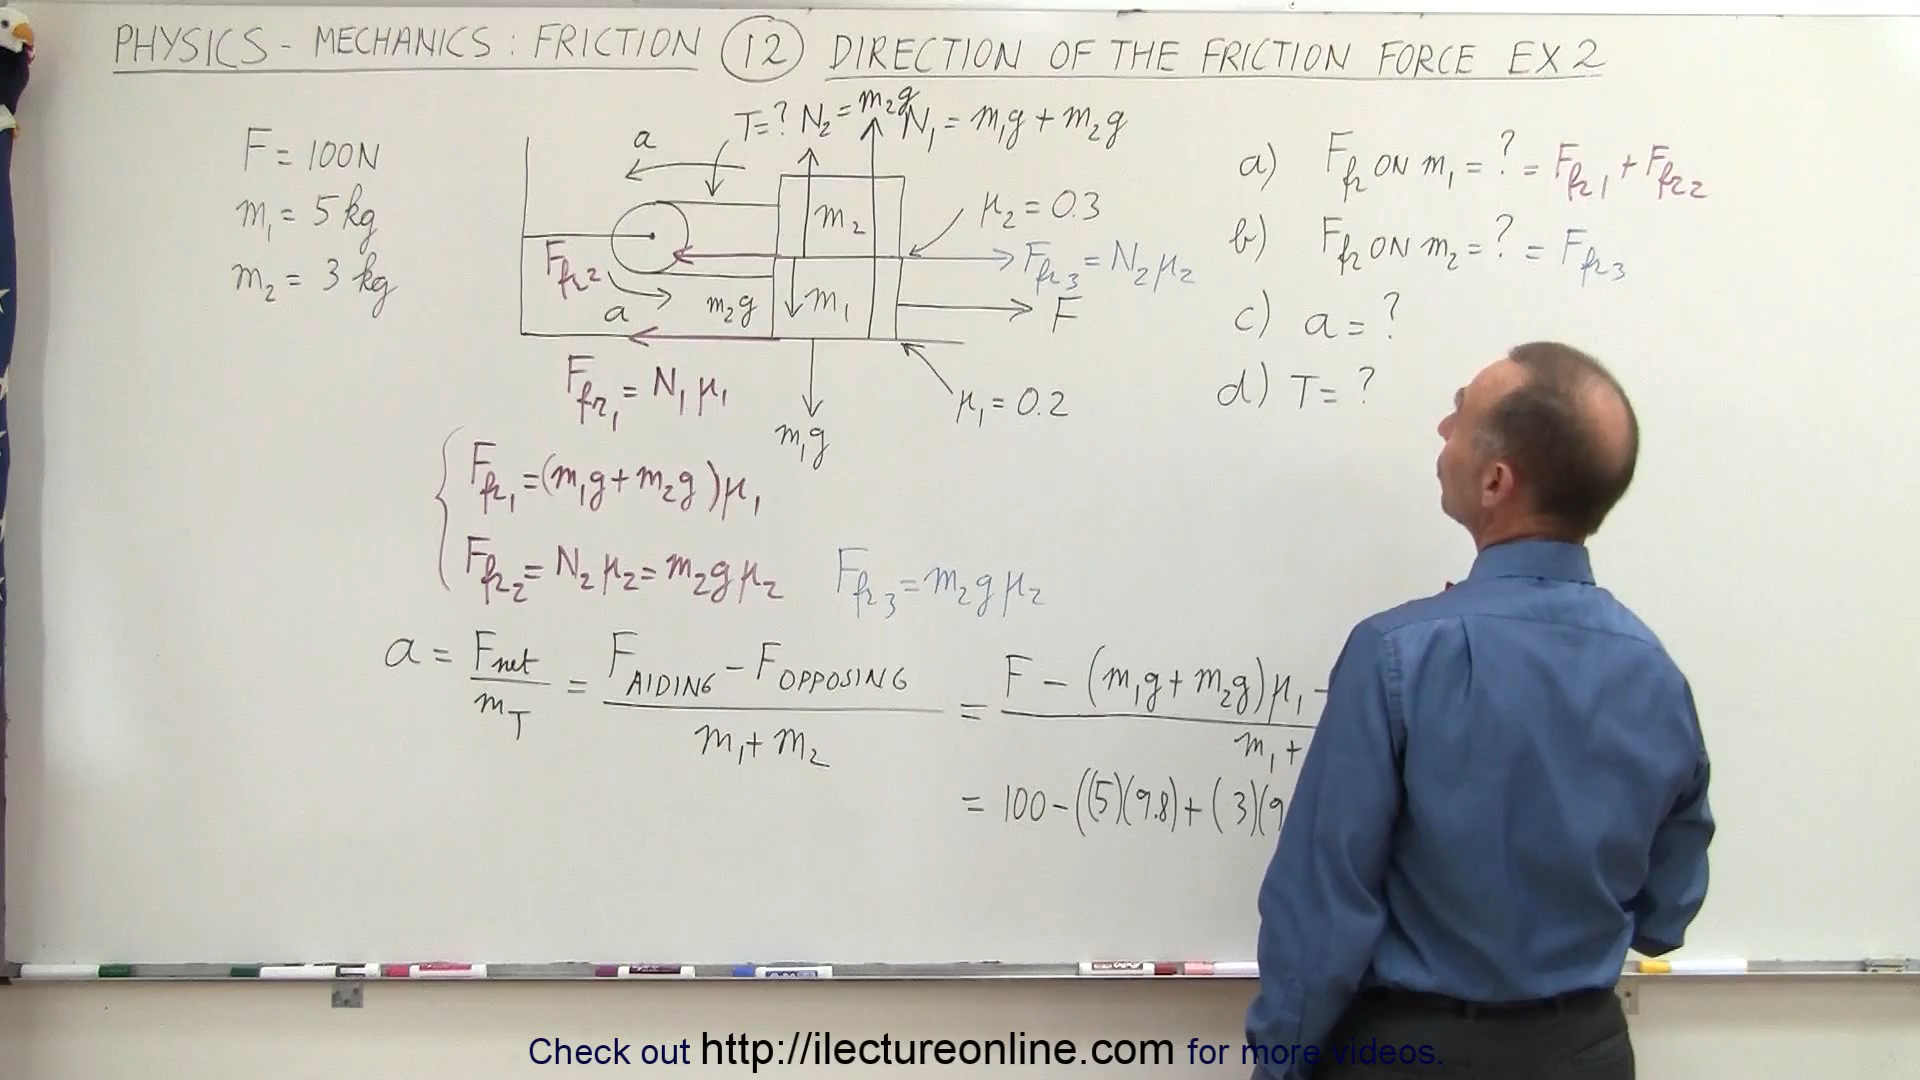 PHYSICS - MECHANICS: FRICTION (12) DIRECTION OF THE FRICTION FORCE EX 2
F = 100N
m₁ = 5 kg
m₂ = 3 kg
T=? N₂ = m₂g N₁ = m₁g + m₂g
a
m₂
μ₂ = 0.3
F_fr2
F_fr3 = N₂μ₂
a
m₂g
m₁
F
F_fr1 = N₁μ₁
m₁g
μ₁ = 0.2
a) F_fr ON m₁ = ? = F_fr1 + F_fr2
b) F_fr ON m₂ = ? = F_fr3
c) a = ?
d) T = ?
F_fr1 = (m₁g + m₂g)μ₁
F_fr2 = N₂μ₂ = m₂gμ₂ F_fr3 = m₂gμ₂
a = F_net / m_T = (F_AIDING - F_OPPOSING) / (m₁ + m₂) = F - (m₁g + m₂g)μ₁ - / m₁ +
= 100 - ((5)(9.8) + (3)(9
Check out http://ilectureonline.com for more videos.